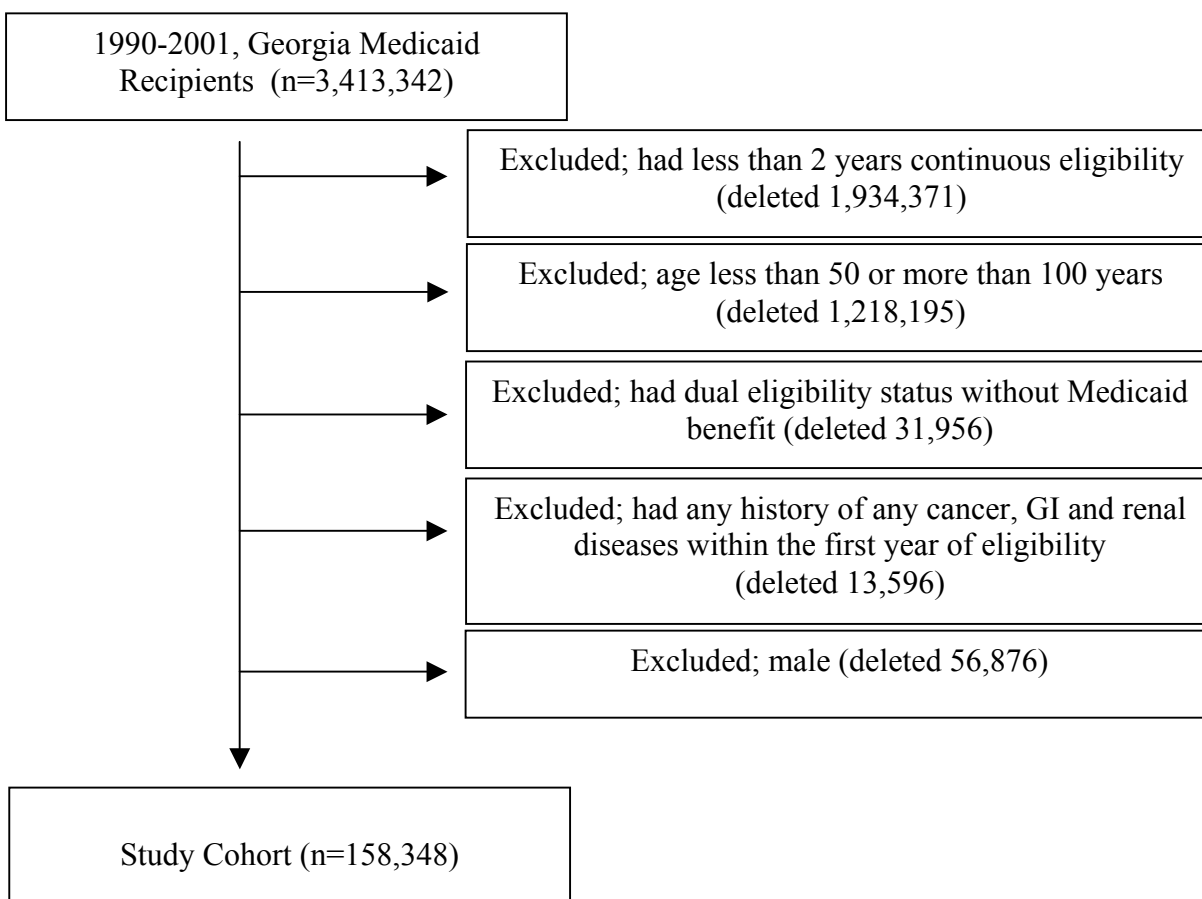 1990-2001, Georgia Medicaid
Recipients (n=3,413,342)
Excluded; had less than 2 years continuous eligibility
(deleted 1,934,371)
Excluded; age less than 50 or more than 100 years
(deleted 1,218,195)
Excluded; had dual eligibility status without Medicaid
benefit (deleted 31,956)
Excluded; had any history of any cancer, GI and renal
diseases within the first year of eligibility
(deleted 13,596)
Excluded; male (deleted 56,876)
Study Cohort (n=158,348)